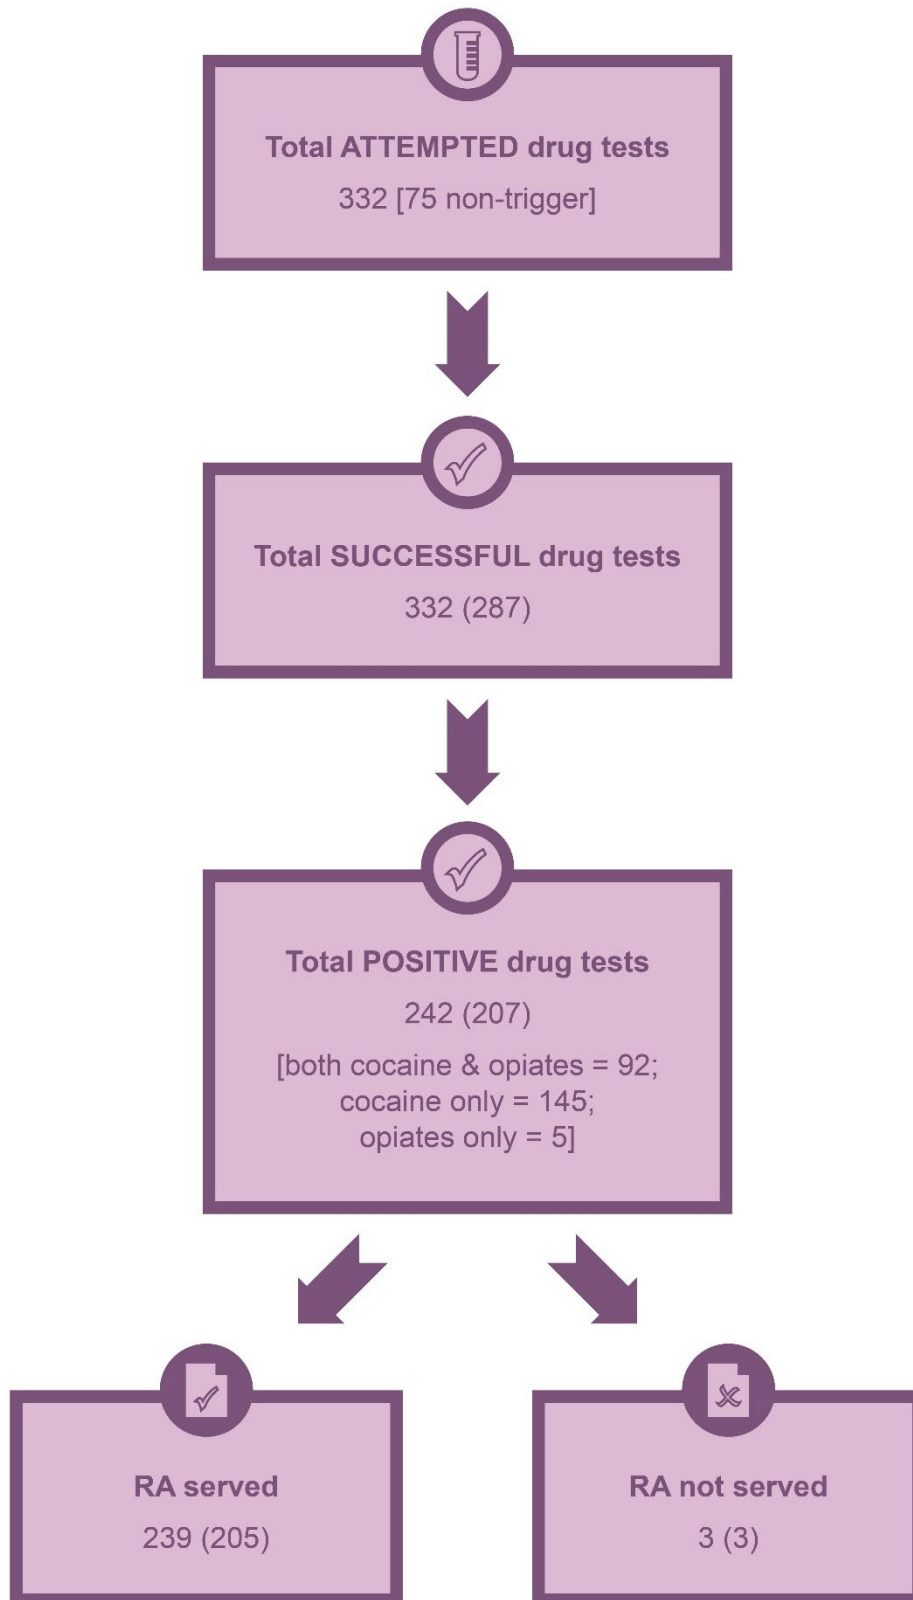 Total ATTEMPTED drug tests
332 [75 non-trigger]
Total SUCCESSFUL drug tests
332 (287)
Total POSITIVE drug tests
242 (207)
[both cocaine & opiates = 92;
cocaine only = 145;
opiates only = 5]
RA served
239 (205)
RA not served
3 (3)